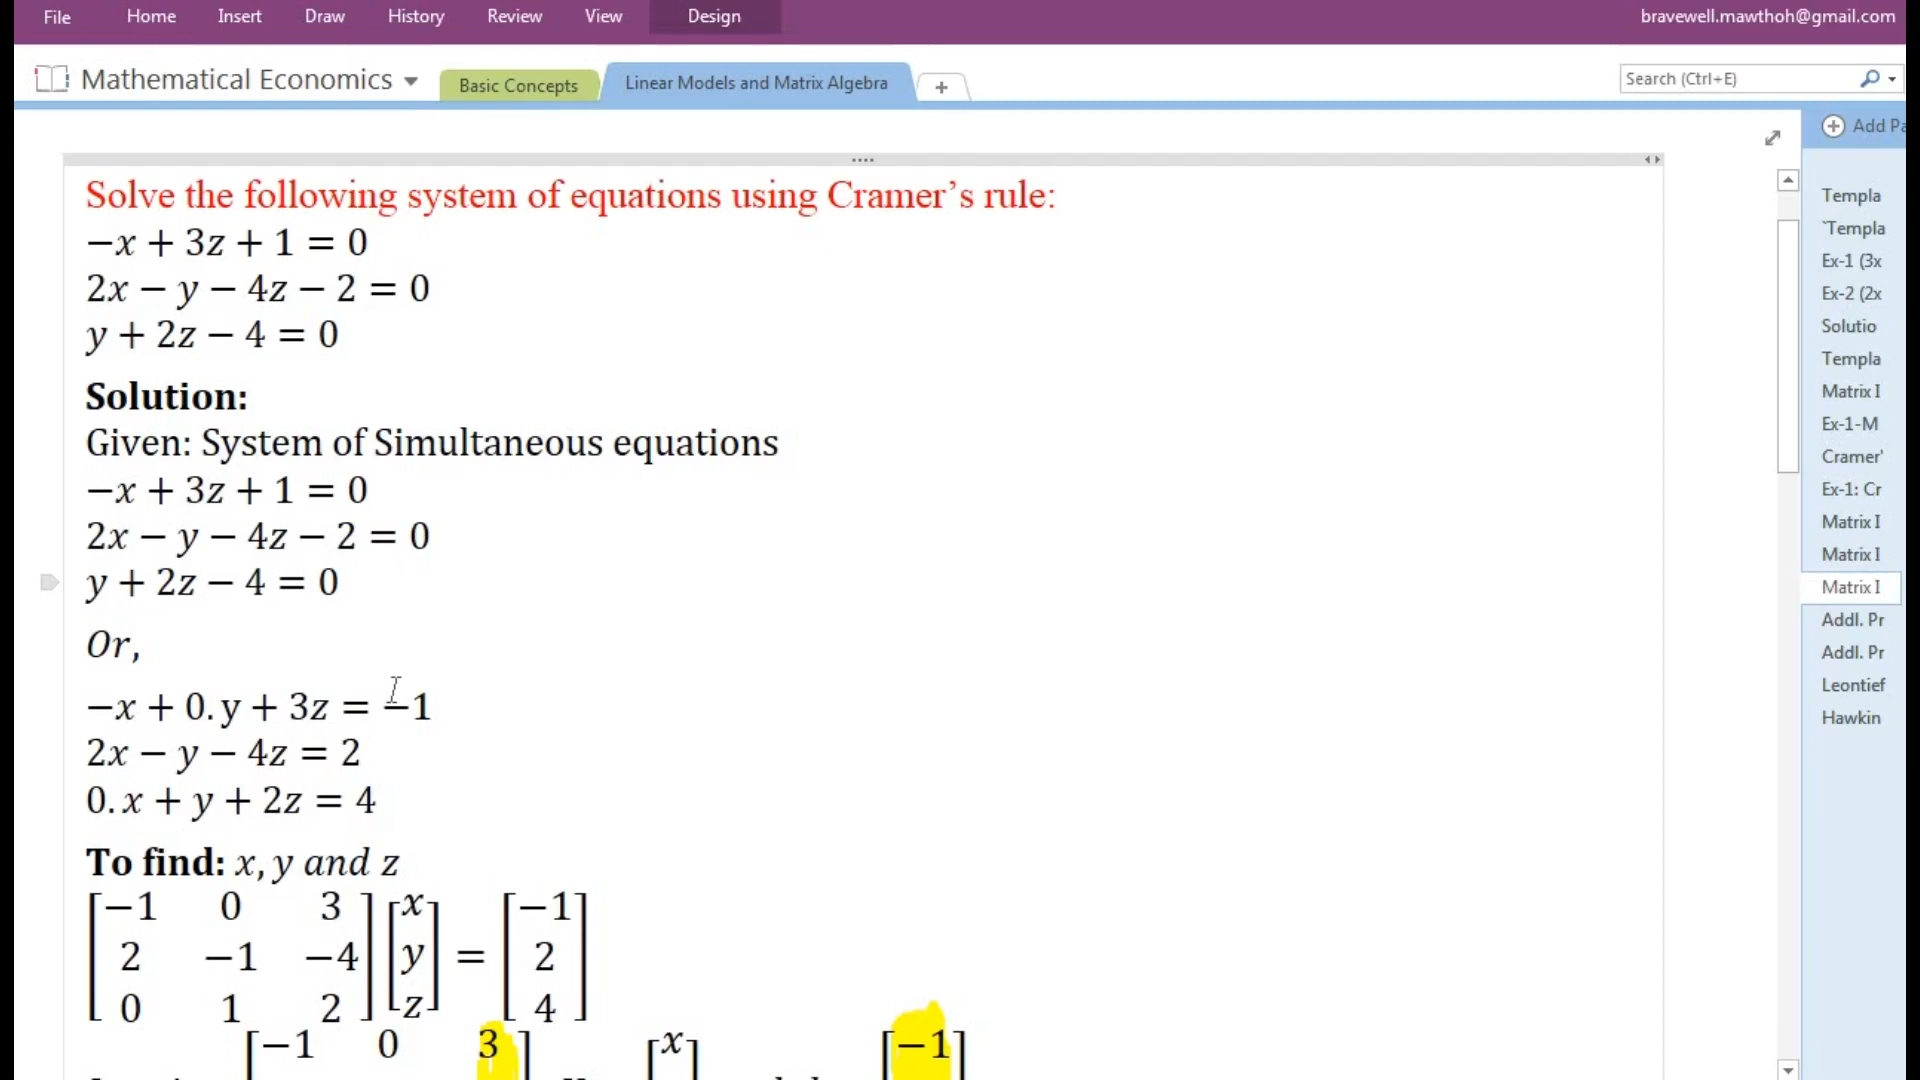 File Home Insert Draw History Review View Design bravewell.mawthoh@gmail.com
Mathematical Economics Basic Concepts Linear Models and Matrix Algebra + Search (Ctrl+E)
Add Pa
Solve the following system of equations using Cramer's rule:
−x + 3z + 1 = 0
2x − y − 4z − 2 = 0
y + 2z − 4 = 0
Solution:
Given: System of Simultaneous equations
−x + 3z + 1 = 0
2x − y − 4z − 2 = 0
y + 2z − 4 = 0
Or,
−x + 0. y + 3z = −1
2x − y − 4z = 2
0. x + y + 2z = 4
To find: x, y and z
[−1 0 3] [x] [−1]
[2 −1 −4] [y] = [2]
[0 1 2] [z] [4]
[−1 0 3] [x] [−1]
Templa
`Templa
Ex-1 (3x
Ex-2 (2x
Solutio
Templa
Matrix I
Ex-1-M
Cramer'
Ex-1: Cr
Matrix I
Matrix I
Matrix I
Addl. Pr
Addl. Pr
Leontief
Hawkin